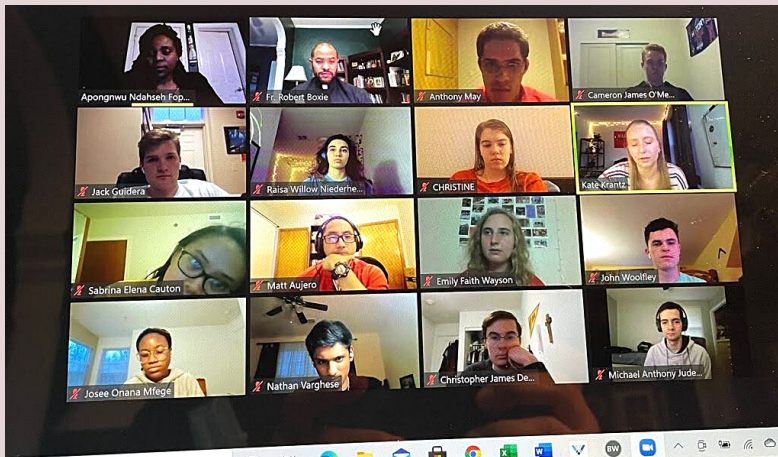 Apongnwu Ndahseh Fop...
Fr. Robert Boxie
Anthony May
Cameron James O'Me...
Jack Guidera
Raisa Willow Niederhe...
CHRISTINE
Kate Krantz
Sabrina Elena Cauton
Matt Aujero
Emily Faith Wayson
John Woolfley
Josee Onana Mfege
Nathan Varghese
Christopher James De...
Michael Anthony Jude...
BW